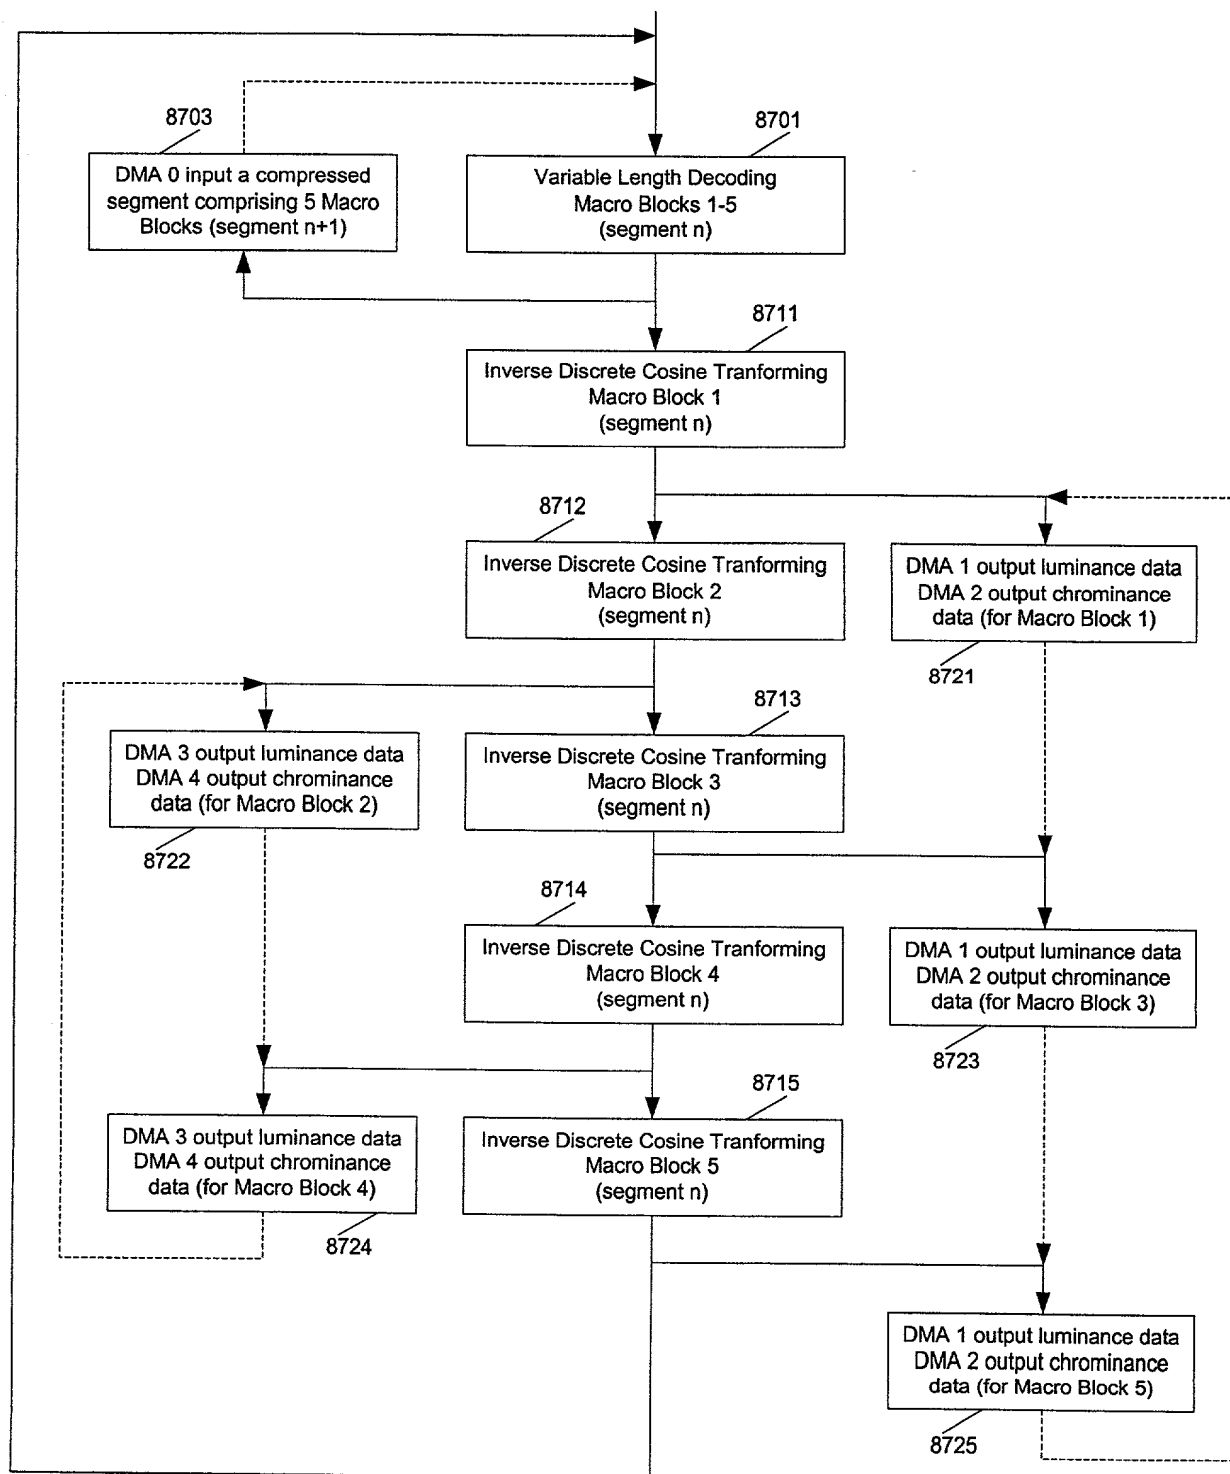 8703
DMA 0 input a compressed
segment comprising 5 Macro
Blocks (segment n+1)
8701
Variable Length Decoding
Macro Blocks 1-5
(segment n)
8711
Inverse Discrete Cosine Tranforming
Macro Block 1
(segment n)
8712
Inverse Discrete Cosine Tranforming
Macro Block 2
(segment n)
DMA 1 output luminance data
DMA 2 output chrominance
data (for Macro Block 1)
8721
8713
DMA 3 output luminance data
DMA 4 output chrominance
data (for Macro Block 2)
8722
Inverse Discrete Cosine Tranforming
Macro Block 3
(segment n)
8714
Inverse Discrete Cosine Tranforming
Macro Block 4
(segment n)
DMA 1 output luminance data
DMA 2 output chrominance
data (for Macro Block 3)
8723
8715
DMA 3 output luminance data
DMA 4 output chrominance
data (for Macro Block 4)
8724
Inverse Discrete Cosine Tranforming
Macro Block 5
(segment n)
DMA 1 output luminance data
DMA 2 output chrominance
data (for Macro Block 5)
8725